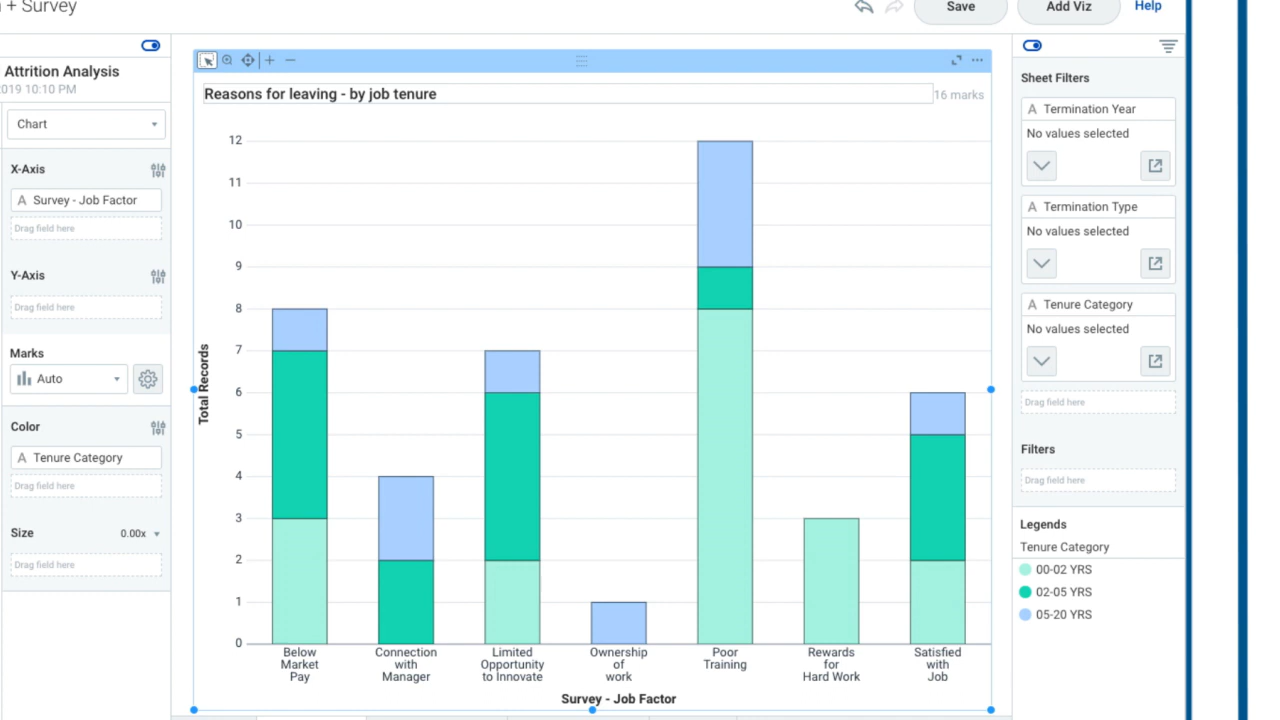 + Survey
Save
Add Viz
Help
Attrition Analysis
2019 10:10 PM
Chart
X-Axis
A Survey - Job Factor
Drag field here
Y-Axis
Drag field here
Marks
Auto
Color
A Tenure Category
Drag field here
Size 0.00x
Drag field here
Reasons for leaving - by job tenure
16 marks
Total Records
12
11
10
9
8
7
6
5
4
3
2
1
0
Below
Market
Pay
Connection
with
Manager
Limited
Opportunity
to Innovate
Ownership
of
work
Poor
Training
Rewards
for
Hard Work
Satisfied
with
Job
Survey - Job Factor
Sheet Filters
A Termination Year
No values selected
A Termination Type
No values selected
A Tenure Category
No values selected
Drag field here
Filters
Drag field here
Legends
Tenure Category
00-02 YRS
02-05 YRS
05-20 YRS